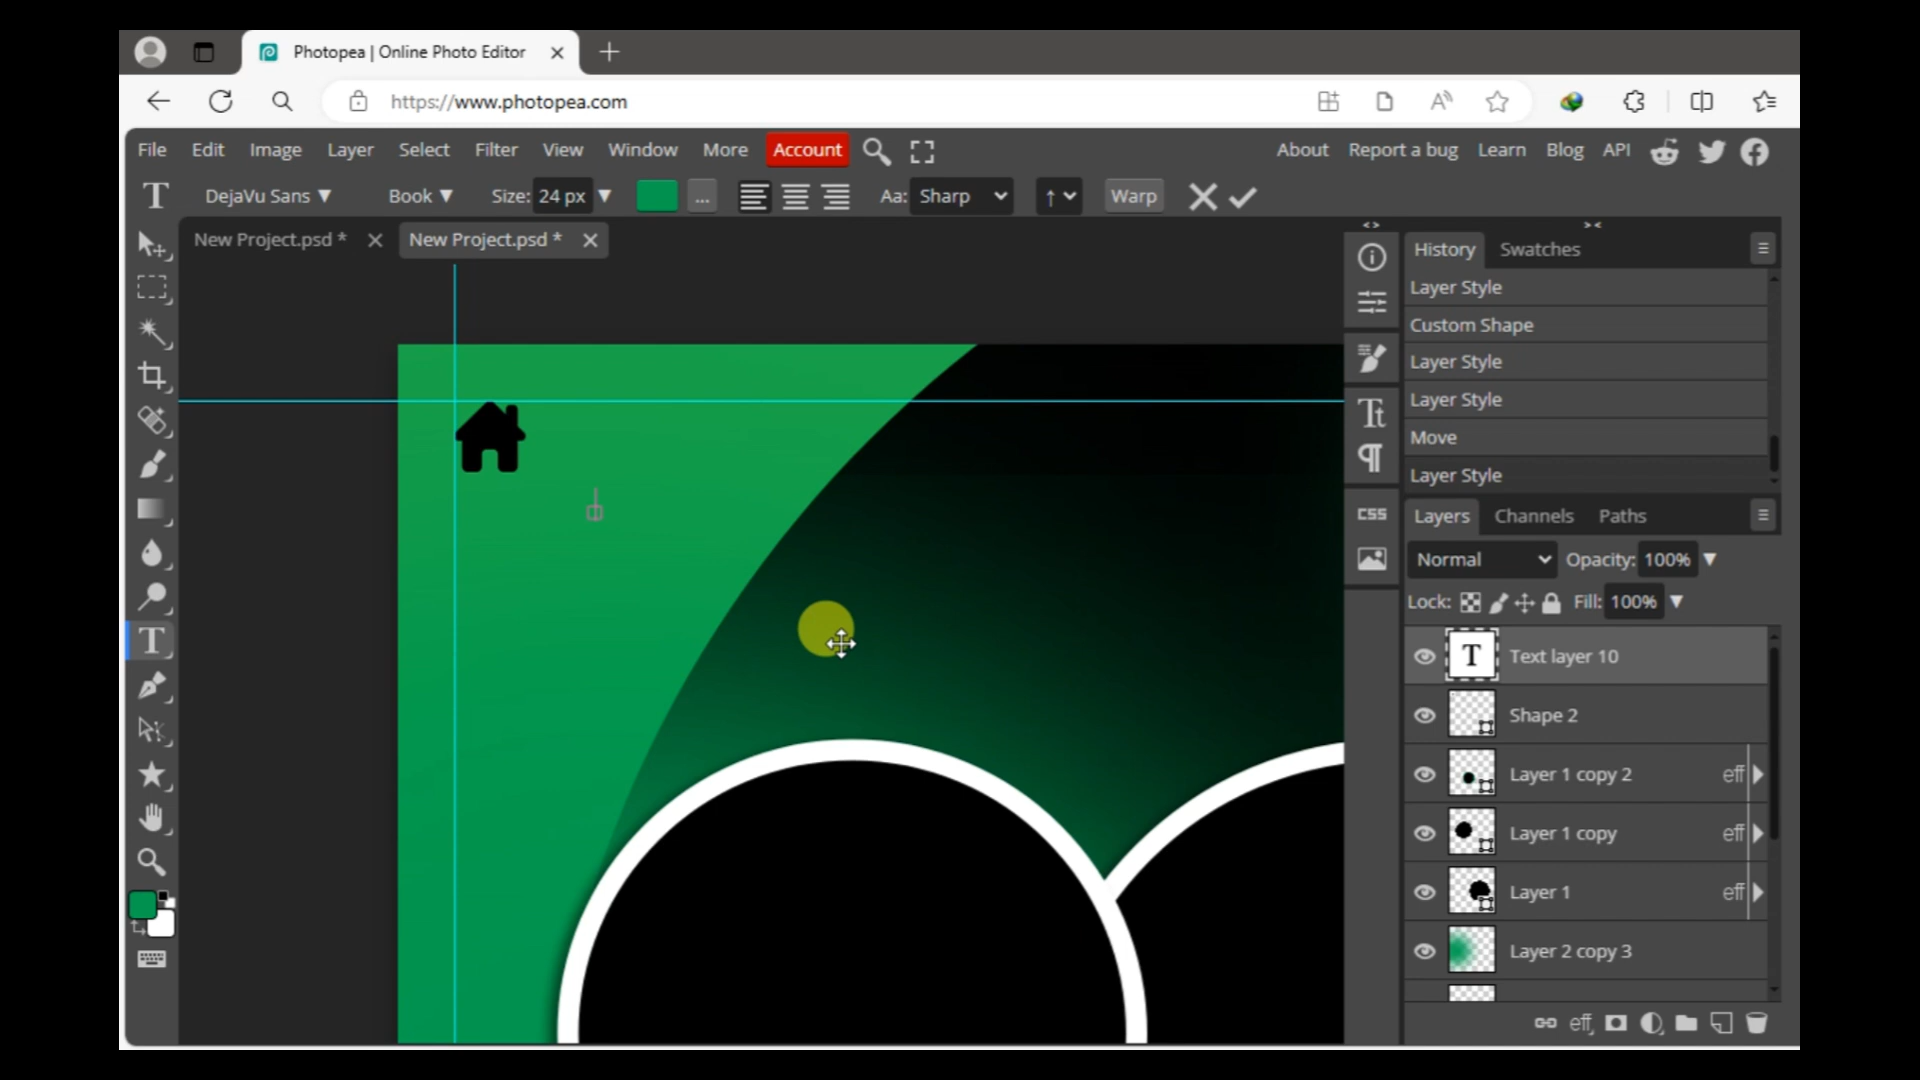 Photopea | Online Photo Editor
https://www.photopea.com
File Edit Image Layer Select Filter View Window More Account About Report a bug Learn Blog API
T DejaVu Sans Book Size: 24 px ... Aa: Sharp Warp
New Project.psd * New Project.psd *
History Swatches
Layer Style
Custom Shape
Layer Style
Layer Style
Move
Layer Style
CSS
Layers Channels Paths
Normal Opacity: 100%
Lock: Fill: 100%
T Text layer 10
Shape 2
Layer 1 copy 2 eff
Layer 1 copy eff
Layer 1 eff
Layer 2 copy 3
eff